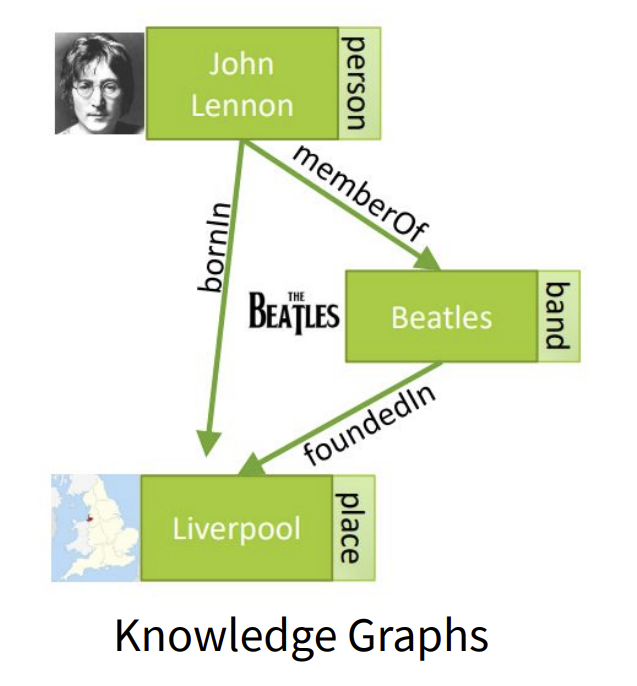 John
Lennon
person
memberOf
bornIn
THE
BEATLES
Beatles
band
foundedIn
Liverpool
place
Knowledge Graphs